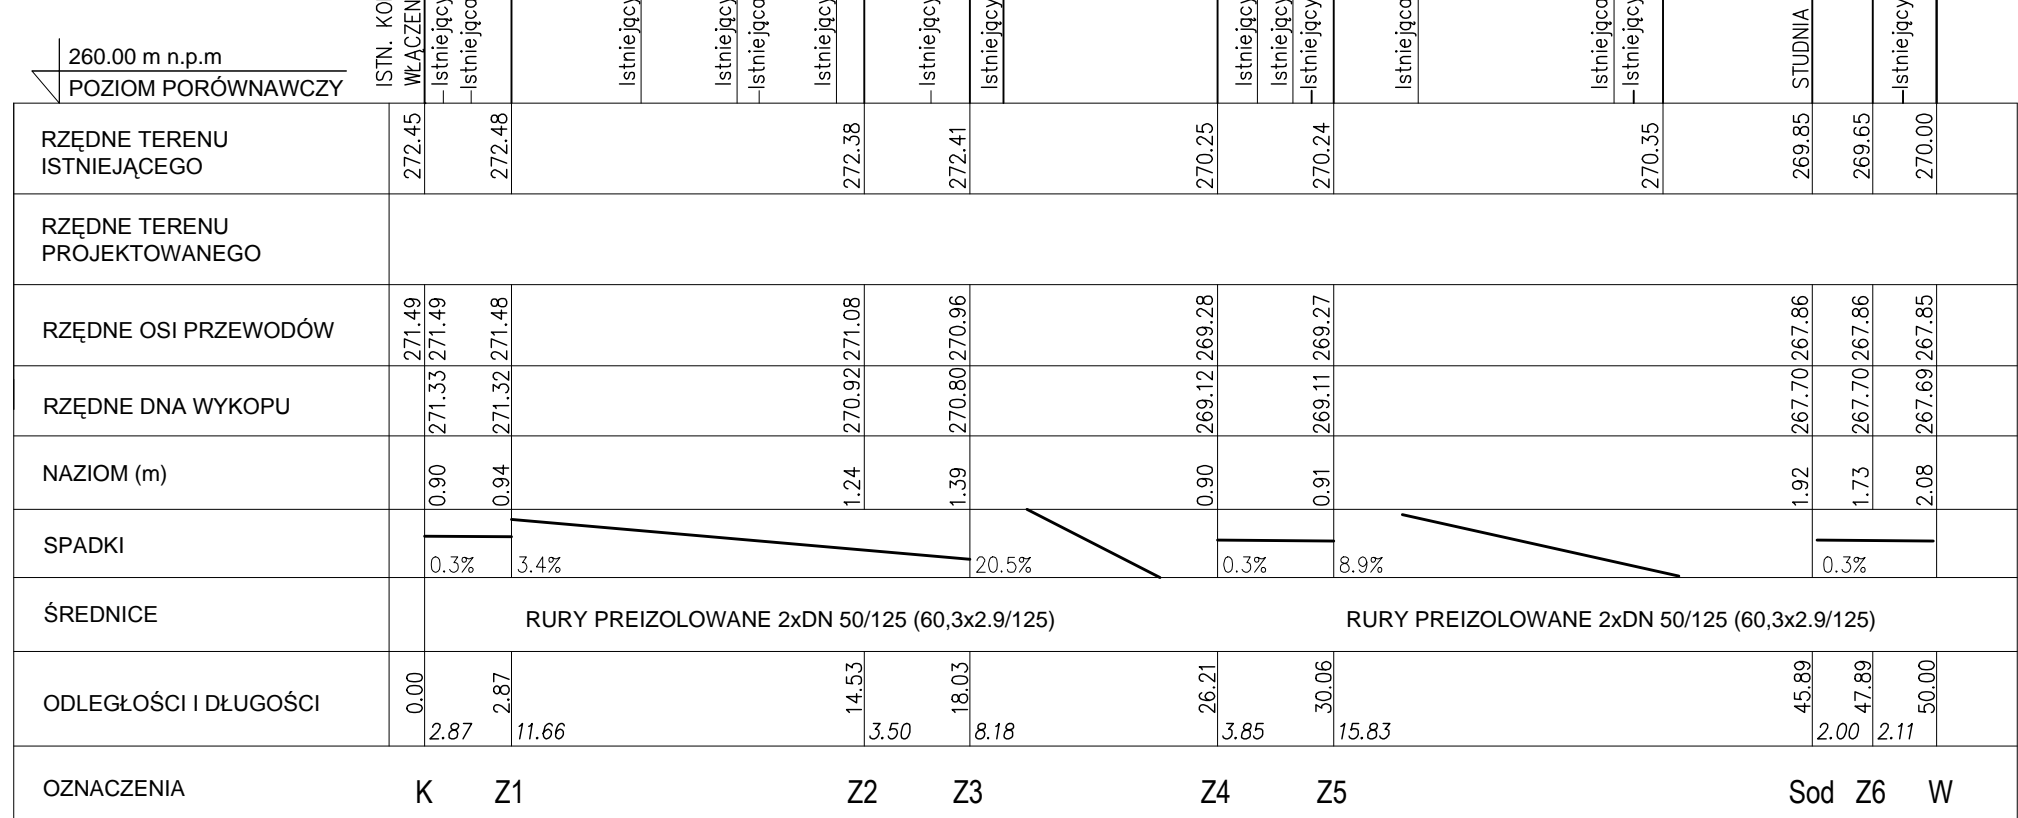 260.00 m n.p.m
POZIOM PORÓWNAWCZY
ISTN.
Istniejący
Istniejąca
Istniejący
Istniejący
Istniejąca
Istniejący
Istniejący
Istniejący
Istniejąca
Istniejący
Istniejący
Istniejąca
Istniejąca
Istniejący
STUDNIA
Istniejący
RZĘDNE TERENU
ISTNIEJĄCEGO
272.45 272.48 272.38 272.41 270.25 270.24 270.35 269.85 269.65 270.00
RZĘDNE TERENU
PROJEKTOWANEGO
RZĘDNE OSI PRZEWODÓW
271.49 271.49 271.48 271.08 270.96 269.28 269.27 267.86 267.86 267.85
RZĘDNE DNA WYKOPU
271.33 271.32 270.92 270.80 269.12 269.11 267.70 267.70 267.69
NAZIOM (m)
0.90 0.94 1.24 1.39 0.90 0.91 1.92 1.73 2.08
SPADKI
0.3% 3.4% 20.5% 0.3% 8.9% 0.3%
ŚREDNICE
RURY PREIZOLOWANE 2xDN 50/125 (60,3x2.9/125) RURY PREIZOLOWANE 2xDN 50/125 (60,3x2.9/125)
ODLEGŁOŚCI I DŁUGOŚCI
0.00 2.87 14.53 18.03 26.21 30.06 45.89 47.89 50.00
2.87 11.66 3.50 8.18 3.85 15.83 2.00 2.11
OZNACZENIA
K Z1 Z2 Z3 Z4 Z5 Sod Z6 W